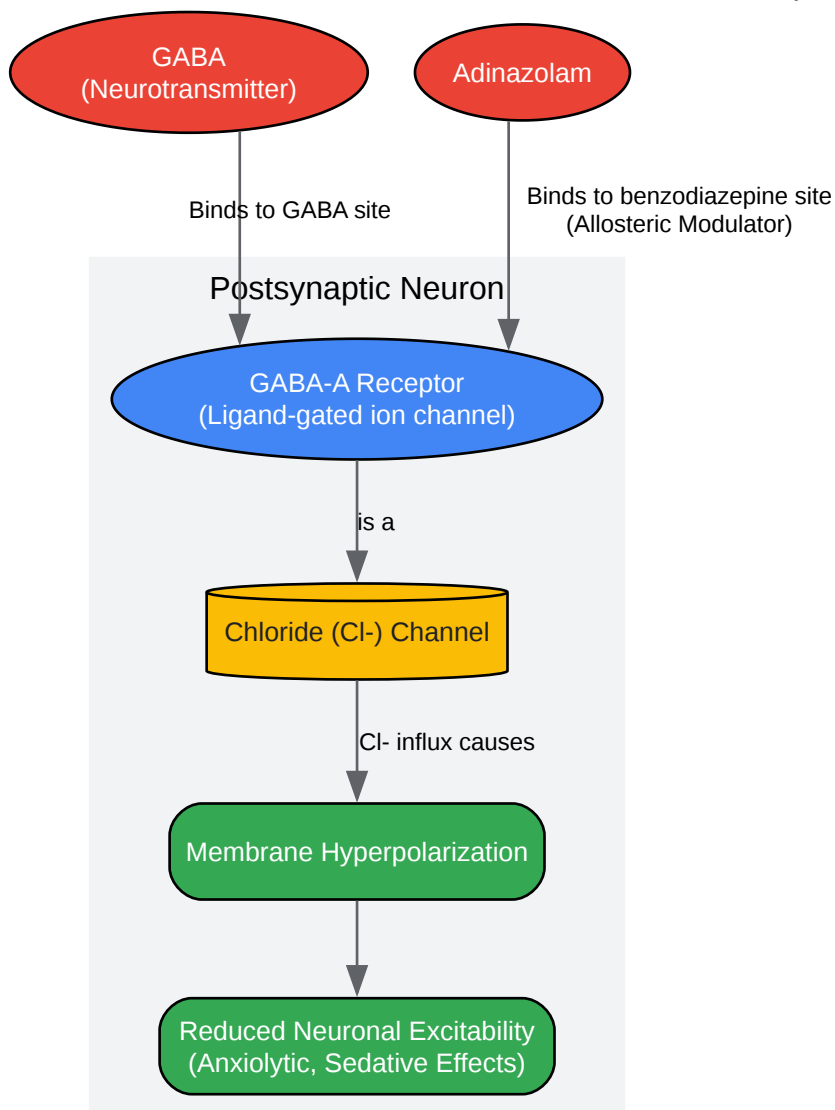 GABA
(Neurotransmitter)
Adinazolam
Binds to GABA site
Binds to benzodiazepine site
(Allosteric Modulator)
Postsynaptic Neuron
GABA-A Receptor
(Ligand-gated ion channel)
is a
Chloride (Cl-) Channel
Cl- influx causes
Membrane Hyperpolarization
Reduced Neuronal Excitability
(Anxiolytic, Sedative Effects)